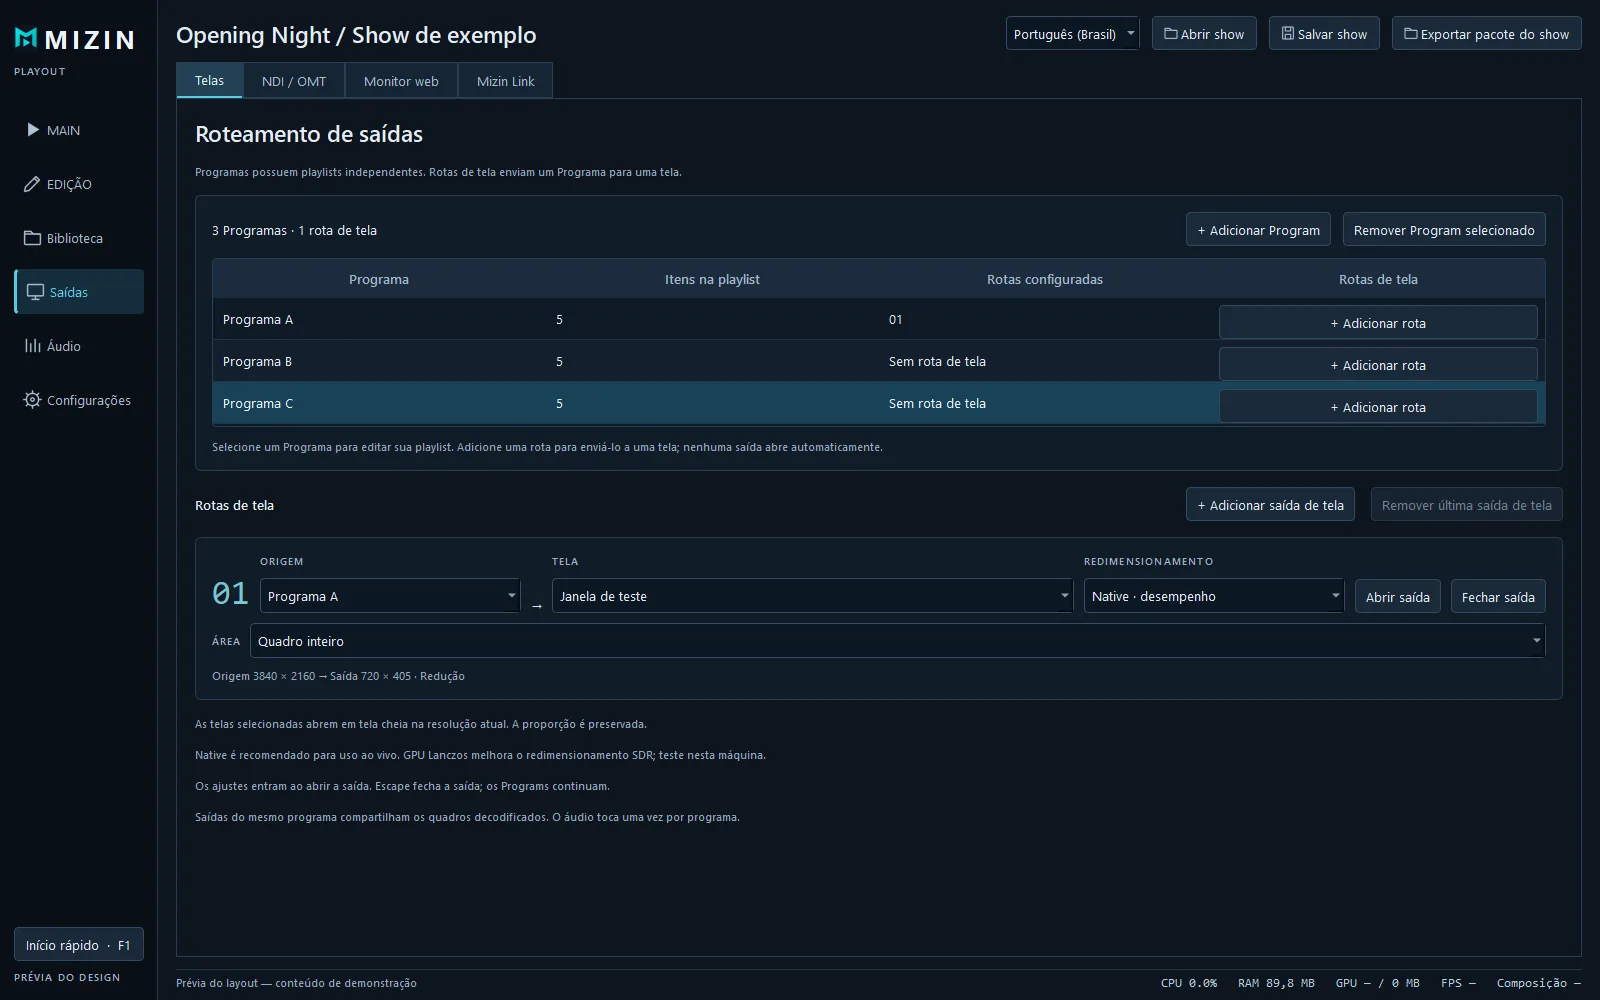 MIZIN
PLAYOUT
Opening Night / Show de exemplo
Português (Brasil)
Abrir show
Salvar show
Exportar pacote do show
Telas
NDI / OMT
Monitor web
Mizin Link
MAIN
EDIÇÃO
Biblioteca
Saídas
Áudio
Configurações
Roteamento de saídas
Programas possuem playlists independentes. Rotas de tela enviam um Programa para uma tela.
3 Programas · 1 rota de tela
+ Adicionar Program
Remover Program selecionado
Programa Itens na playlist Rotas configuradas Rotas de tela
Programa A 5 01 + Adicionar rota
Programa B 5 Sem rota de tela + Adicionar rota
Programa C 5 Sem rota de tela + Adicionar rota
Selecione um Programa para editar sua playlist. Adicione uma rota para enviá-lo a uma tela; nenhuma saída abre automaticamente.
Rotas de tela
+ Adicionar saída de tela
Remover última saída de tela
ORIGEM TELA REDIMENSIONAMENTO
01 Programa A → Janela de teste Native · desempenho Abrir saída Fechar saída
ÁREA Quadro inteiro
Origem 3840 × 2160 → Saída 720 × 405 · Redução
As telas selecionadas abrem em tela cheia na resolução atual. A proporção é preservada.
Native é recomendado para uso ao vivo. GPU Lanczos melhora o redimensionamento SDR; teste nesta máquina.
Os ajustes entram ao abrir a saída. Escape fecha a saída; os Programs continuam.
Saídas do mesmo programa compartilham os quadros decodificados. O áudio toca uma vez por programa.
Início rápido · F1
PRÉVIA DO DESIGN
Prévia do layout — conteúdo de demonstração
CPU 0.0% RAM 89,8 MB GPU — / 0 MB FPS — Composição —